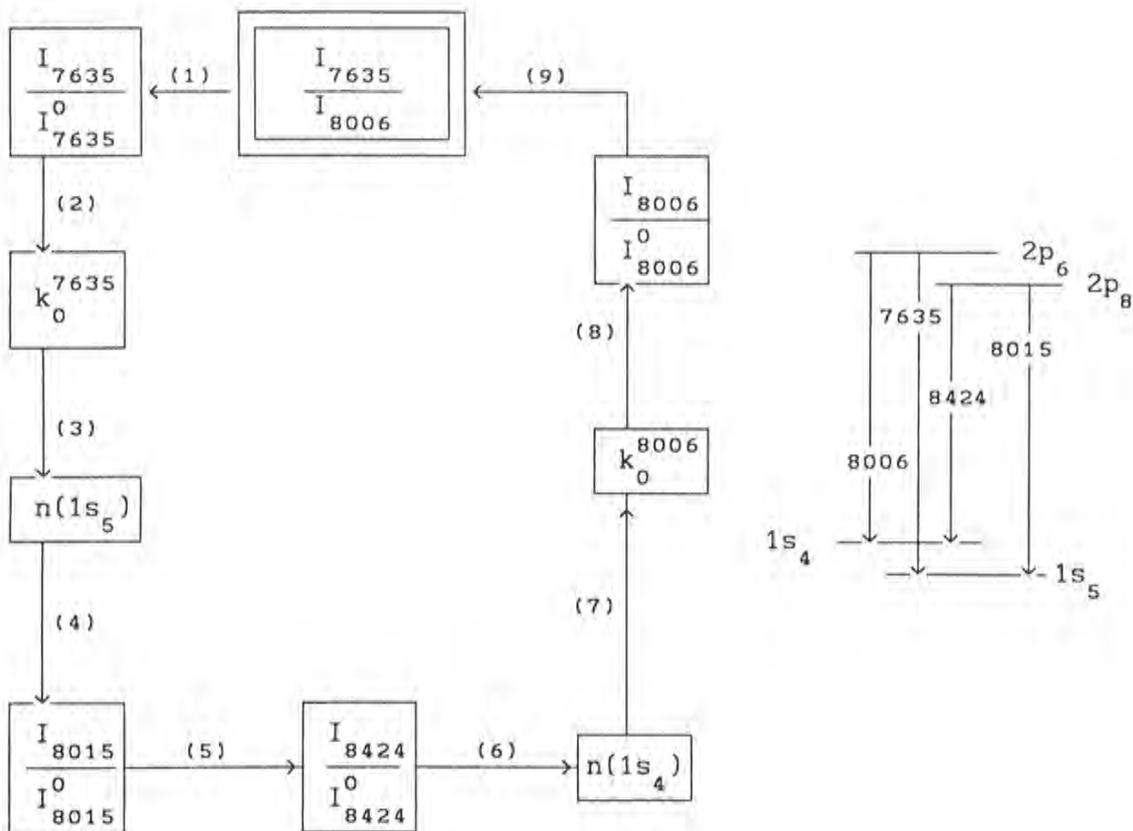 I7635
I⁰7635
(1)
I7635
I8006
(9)
(2)
k₀⁷⁶³⁵
(3)
n(1s₅)
(4)
I8015
I⁰8015
(5)
I8424
I⁰8424
(6)
n(1s₄)
(7)
k₀⁸⁰⁰⁶
(8)
I8006
I⁰8006
2p₆
2p₈
7635
8015
8424
8006
1s₄
1s₅